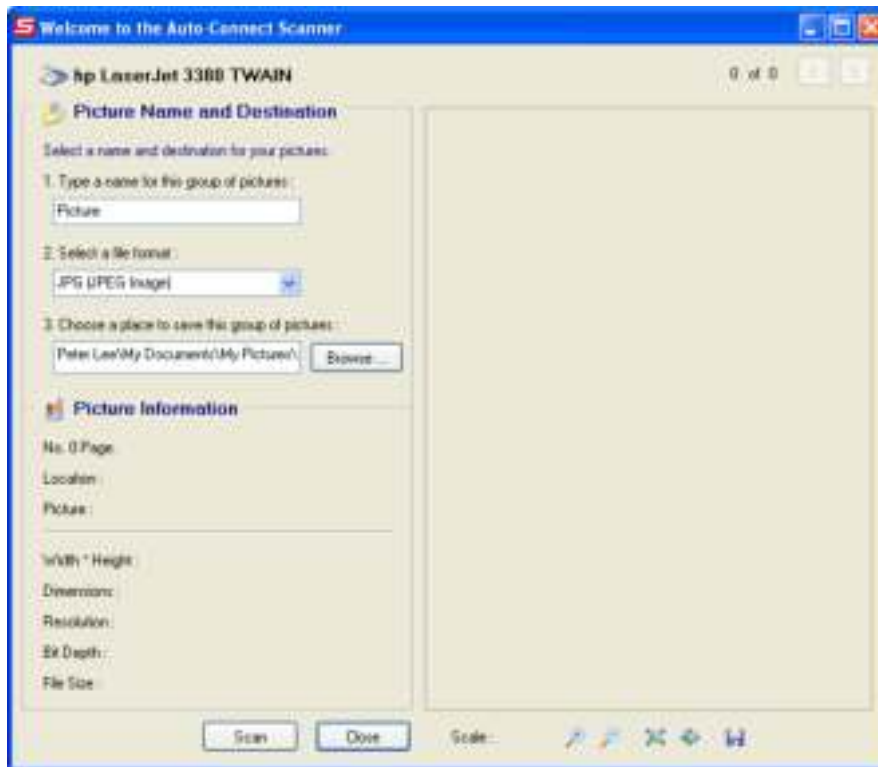 Welcome to the Auto-Connect Scanner
hp LaserJet 3380 TWAIN
0 of 0
Picture Name and Destination
Select a name and destination for your pictures
1. Type a name for this group of pictures :
Picture
2. Select a file format :
JPG (JPEG Image)
3. Choose a place to save this group of pictures :
Peter Lee\My Documents\My Pictures\
Browse ...
Picture Information
No. 0 Page
Location :
Picture :
Width * Height :
Dimensions :
Resolution :
Bit Depth :
File Size :
Scan
Close
Scale :